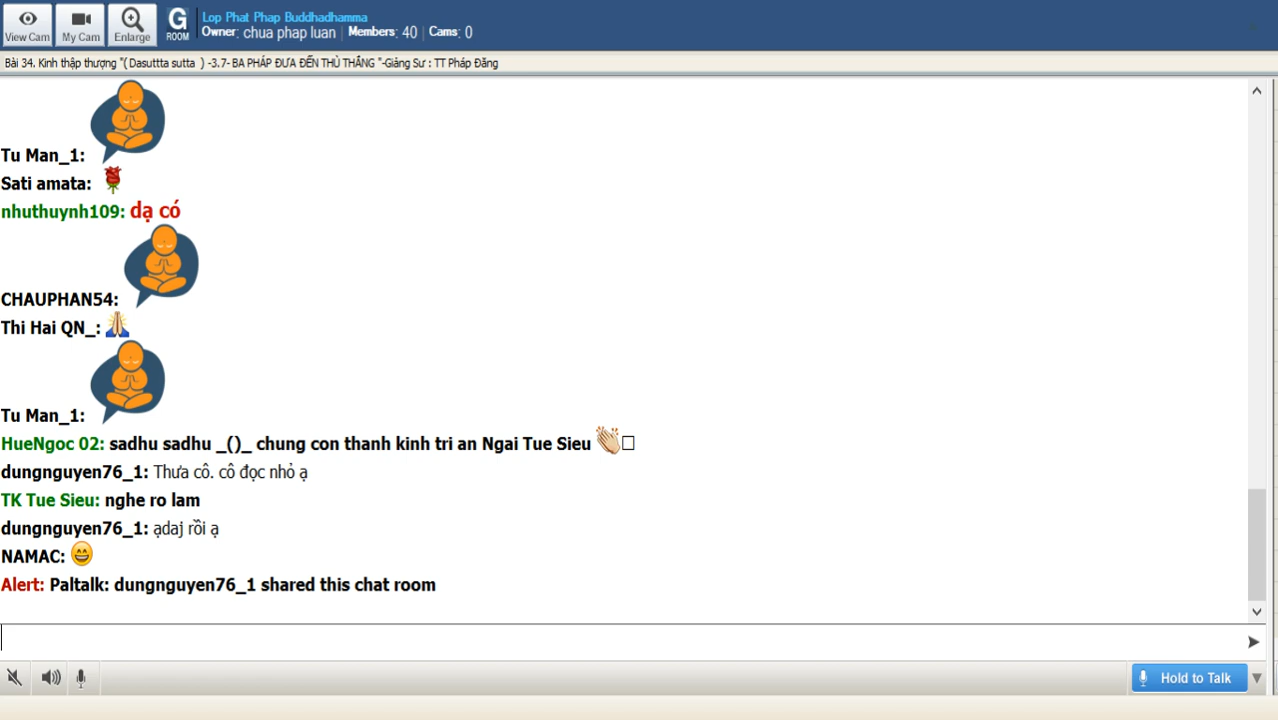 Lop Phat Phap Buddhadhamma
View Cam
My Cam
Enlarge
G
ROOM
Owner: chua phap luan | Members: 40 | Cams: 0
Bài 34. Kinh thập thượng "( Dasuttta sutta ) -3.7- BA PHÁP ĐƯA ĐẾN THÙ THẮNG "-Giảng Sư : TT Pháp Đăng
Tu Man_1:
Sati amata:
nhuthuynh109: dạ có
CHAUPHAN54:
Thi Hai QN_:
Tu Man_1:
HueNgoc 02: sadhu sadhu _()_ chung con thanh kinh tri an Ngai Tue Sieu
dungnguyen76_1: Thưa cô. cô đọc nhỏ ạ
TK Tue Sieu: nghe ro lam
dungnguyen76_1: ạdaj rồi ạ
NAMAC:
Alert: Paltalk: dungnguyen76_1 shared this chat room
Hold to Talk